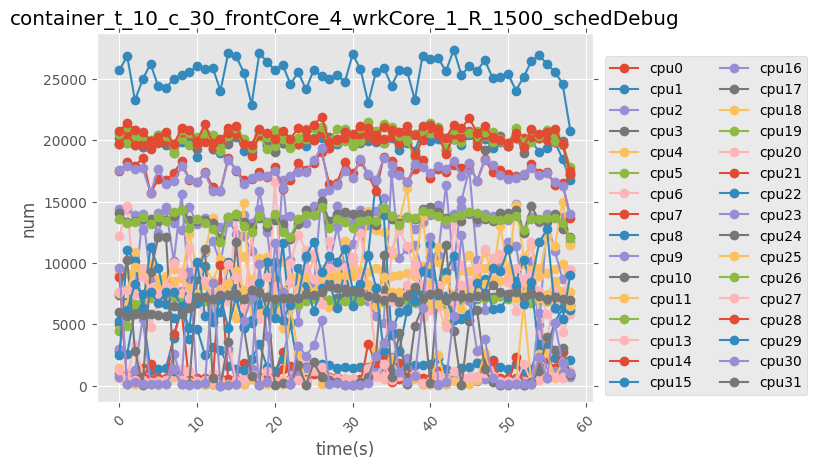 container_t_10_c_30_frontCore_4_wrkCore_1_R_1500_schedDebug
num
25000
20000
15000
10000
5000
0
0
10
20
30
40
50
60
time(s)
cpu0
cpu1
cpu2
cpu3
cpu4
cpu5
cpu6
cpu7
cpu8
cpu9
cpu10
cpu11
cpu12
cpu13
cpu14
cpu15
cpu16
cpu17
cpu18
cpu19
cpu20
cpu21
cpu22
cpu23
cpu24
cpu25
cpu26
cpu27
cpu28
cpu29
cpu30
cpu31